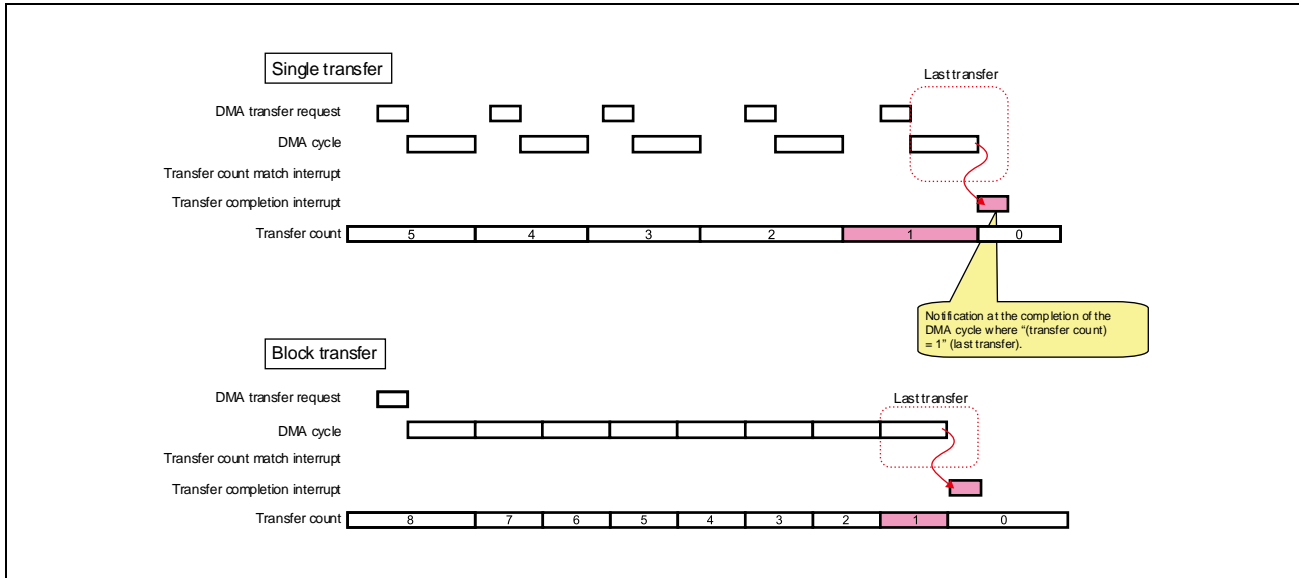 Single transfer
Last transfer
DMA transfer request
DMA cycle
Transfer count match interrupt
Transfer completion interrupt
Transfer count
5 4 3 2 1 0
Notification at the completion of the
DMA cycle where “(transfer count)
= 1” (last transfer).
Block transfer
DMA transfer request
Last transfer
DMA cycle
Transfer count match interrupt
Transfer completion interrupt
Transfer count
8 7 6 5 4 3 2 1 0